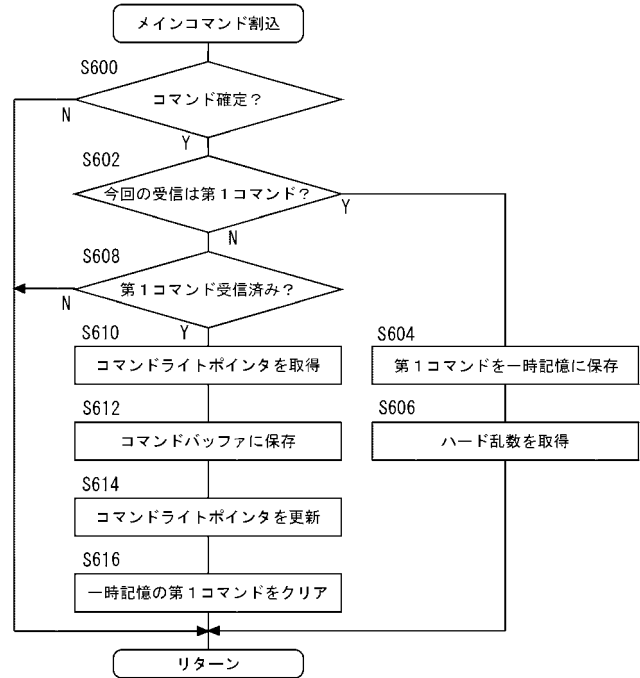 メインコマンド割込
S600
コマンド確定？
N
Y
S602
今回の受信は第１コマンド？
Y
N
S608
第１コマンド受信済み？
N
Y
S610
コマンドライトポインタを取得
S604
第１コマンドを一時記憶に保存
S612
コマンドバッファに保存
S606
ハード乱数を取得
S614
コマンドライトポインタを更新
S616
一時記憶の第１コマンドをクリア
リターン